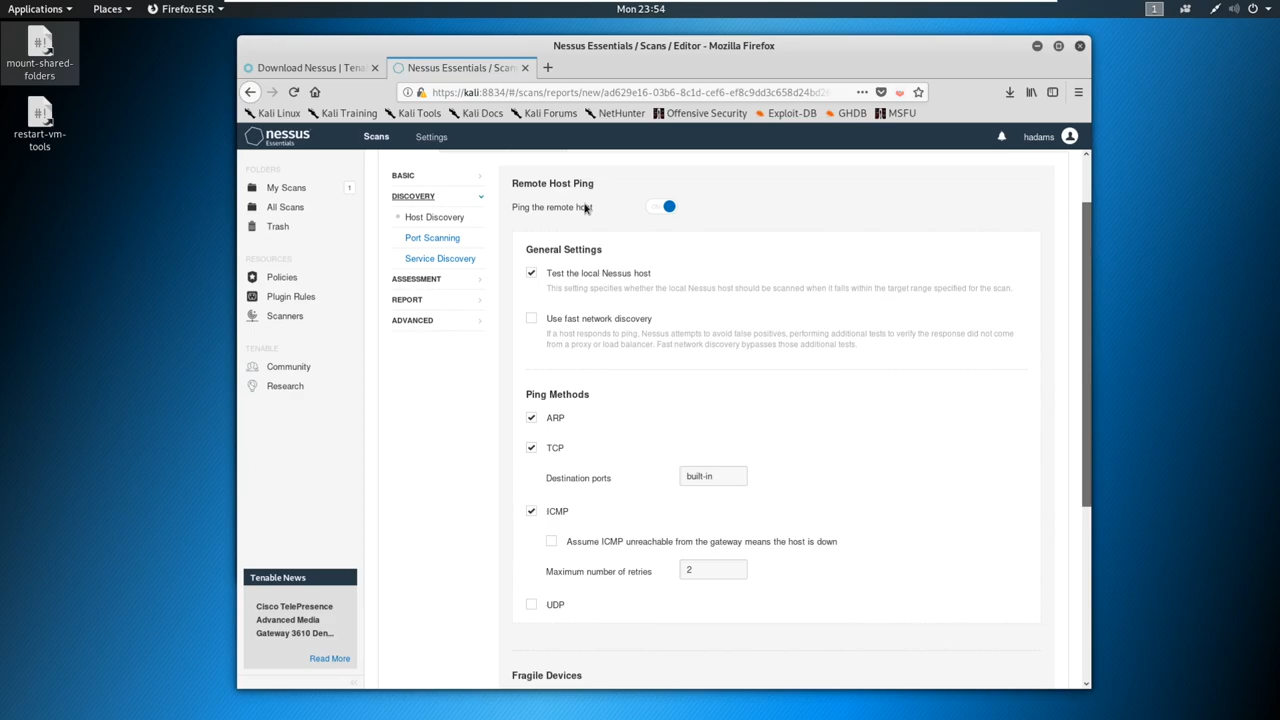 Applications Places Firefox ESR Mon 23:54 1
#!
mount-shared-
folders
#!
restart-vm-
tools
Nessus Essentials / Scans / Editor - Mozilla Firefox
Download Nessus | Tena Nessus Essentials / Scan
https://kali:8834/#/scans/reports/new/ad629e16-03b6-8c1d-cef6-ef8c9dd3c658d24bd26
Kali Linux Kali Training Kali Tools Kali Docs Kali Forums NetHunter Offensive Security Exploit-DB GHDB MSFU
nessus Essentials Scans Settings hadams
FOLDERS
My Scans 1
All Scans
Trash
RESOURCES
Policies
Plugin Rules
Scanners
TENABLE
Community
Research
Tenable News
Cisco TelePresence
Advanced Media
Gateway 3610 Den...
Read More
BASIC
DISCOVERY
Host Discovery
Port Scanning
Service Discovery
ASSESSMENT
REPORT
ADVANCED
Remote Host Ping
Ping the remote host
General Settings
Test the local Nessus host
This setting specifies whether the local Nessus host should be scanned when it falls within the target range specified for the scan.
Use fast network discovery
If a host responds to ping, Nessus attempts to avoid false positives, performing additional tests to verify the response did not come
from a proxy or load balancer. Fast network discovery bypasses those additional tests.
Ping Methods
ARP
TCP
Destination ports built-in
ICMP
Assume ICMP unreachable from the gateway means the host is down
Maximum number of retries 2
UDP
Fragile Devices